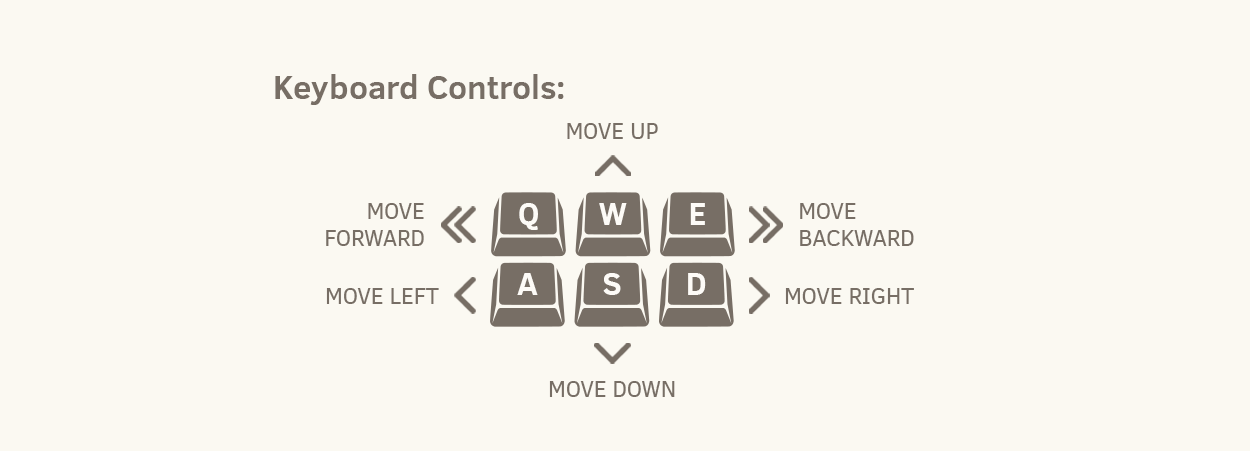 Keyboard Controls:
MOVE UP
MOVE
FORWARD
Q W E
MOVE
BACKWARD
MOVE LEFT
A S D
MOVE RIGHT
MOVE DOWN